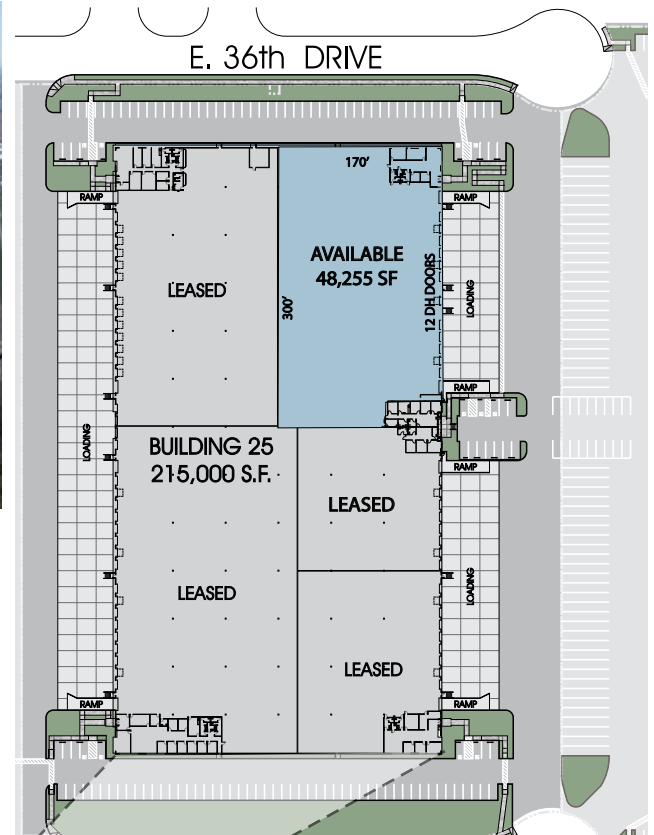 E. 36th DRIVE
170'
RAMP
RAMP
AVAILABLE
48,255 SF
LEASED
300'
12 DH DOORS
LOADING
RAMP
LOADING
BUILDING 25
215,000 S.F.
RAMP
LEASED
LEASED
LOADING
LEASED
RAMP
RAMP